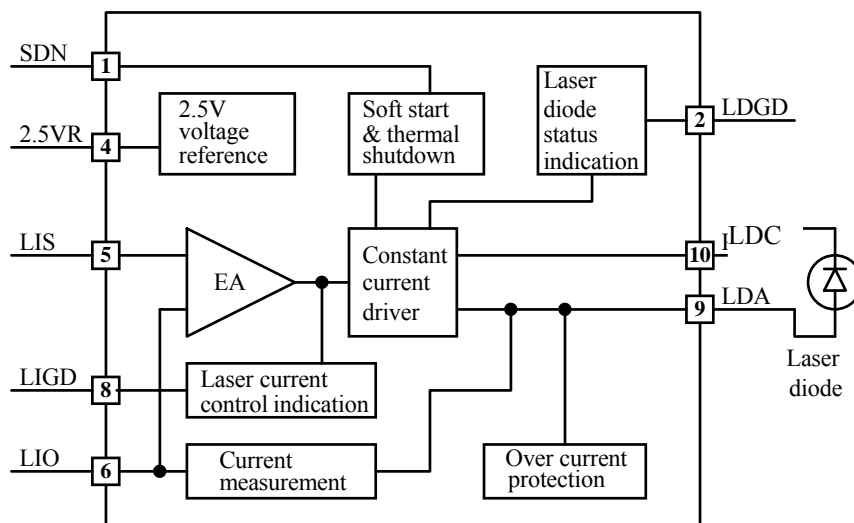 SDN
1
2.5VR
4
2.5V
voltage
reference
Soft start
& thermal
shutdown
Laser
diode
status
indication
2
LDGD
LIS
5
EA
Constant
current
driver
10
LDC
9
LDA
Laser
diode
LIGD
8
Laser current
control indication
LIO
6
Current
measurement
Over current
protection